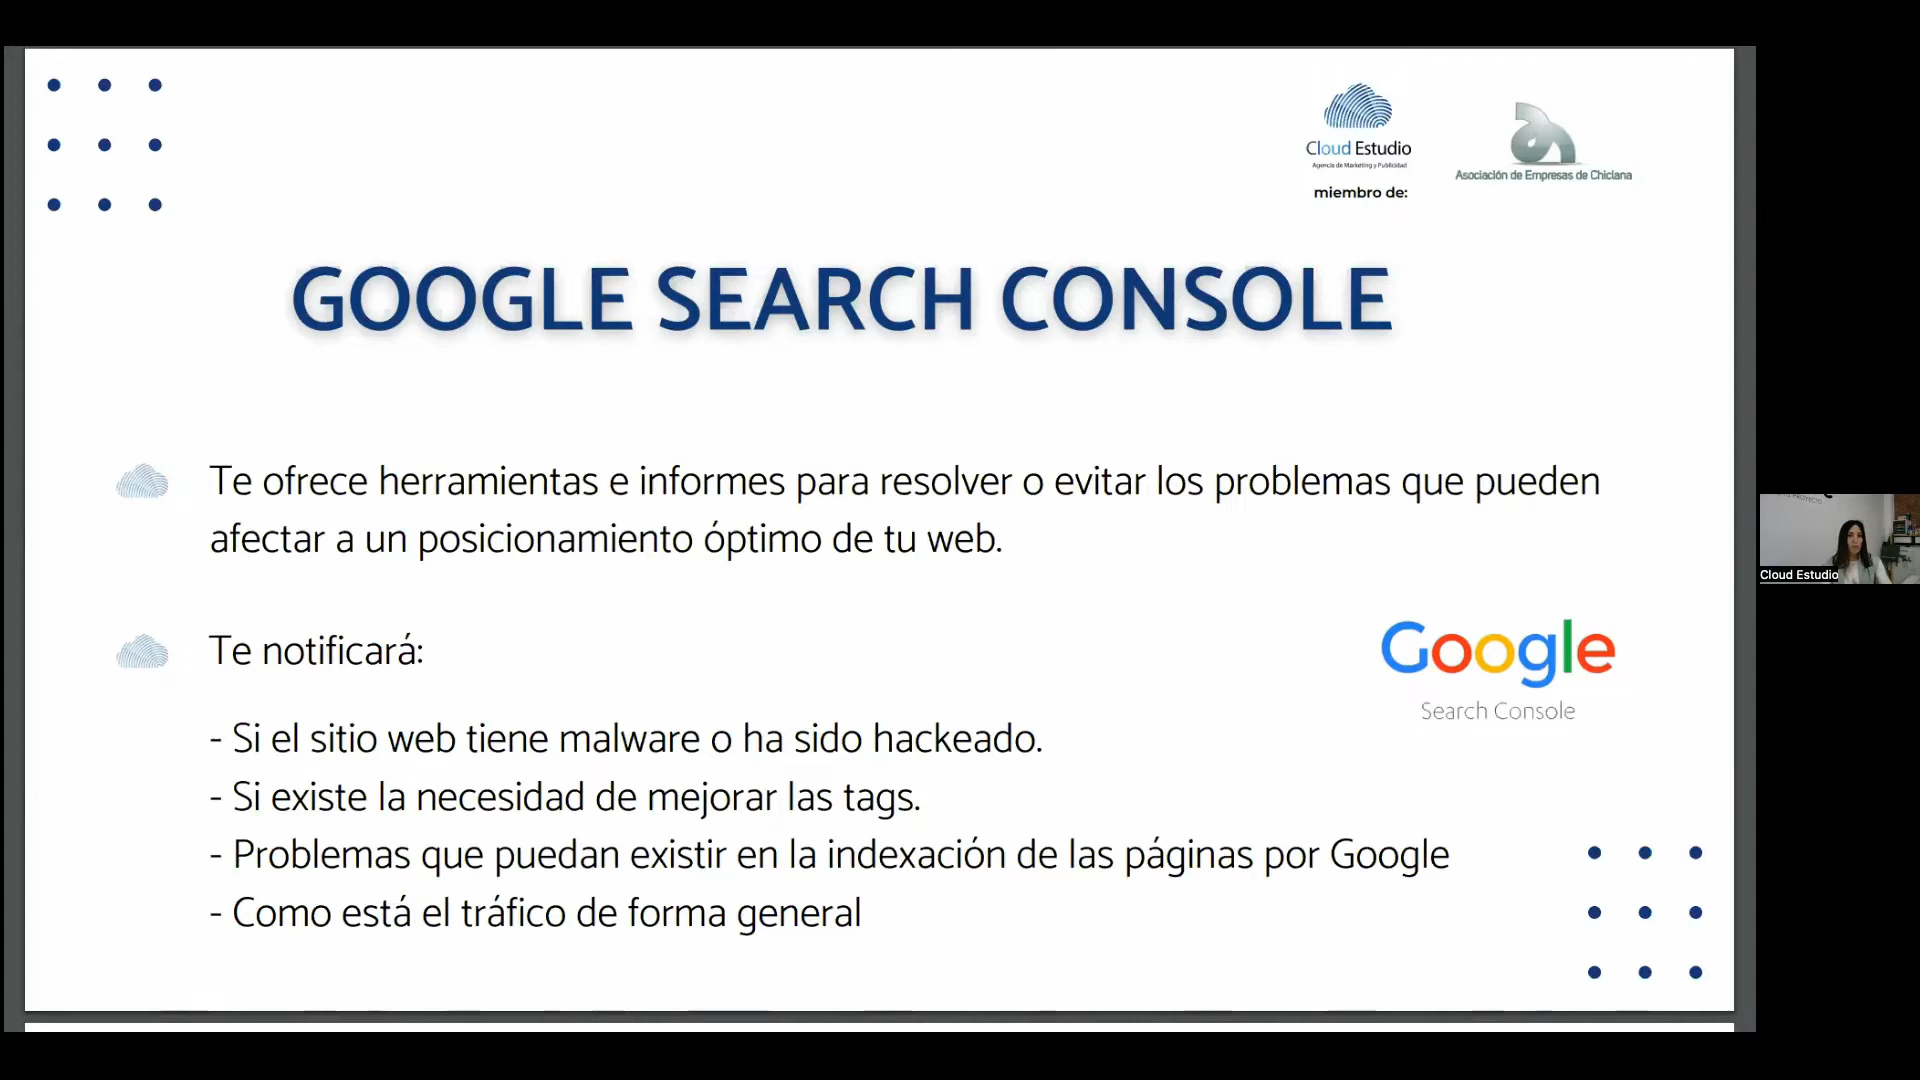 Cloud Estudio
Agencia de Marketing y Publicidad
miembro de:
Asociación de Empresas de Chiclana
GOOGLE SEARCH CONSOLE
Te ofrece herramientas e informes para resolver o evitar los problemas que pueden
afectar a un posicionamiento óptimo de tu web.
Te notificará:
- Si el sitio web tiene malware o ha sido hackeado.
- Si existe la necesidad de mejorar las tags.
- Problemas que puedan existir en la indexación de las páginas por Google
- Como está el tráfico de forma general
Google
Search Console
PROYECTO
Cloud Estudio